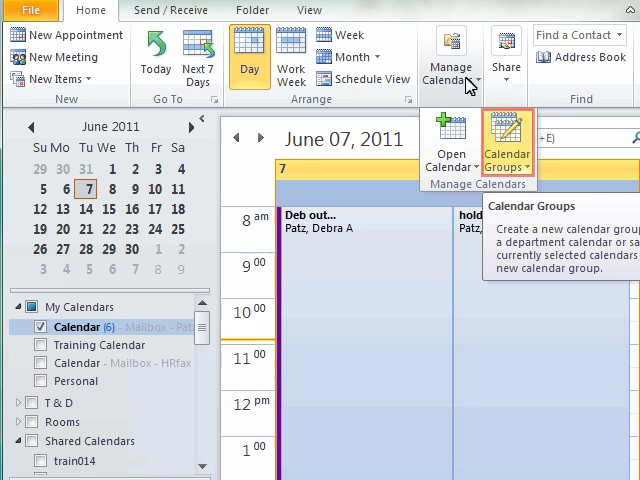 File Home Send / Receive Folder View
New Appointment
New Meeting
New Items
New
Today
Next 7
Days
Go To
Day
Work
Week
Week
Month
Schedule View
Arrange
Manage
Calendars
Share
Find a Contact
Address Book
Find
Open
Calendar
Calendar
Groups
Manage Calendars
+E)
Calendar Groups
Create a new calendar group
a department calendar or sa
currently selected calendars
new calendar group.
June 2011
Su Mo Tu We Th Fr Sa
29 30 31 1 2 3 4
5 6 7 8 9 10 11
12 13 14 15 16 17 18
19 20 21 22 23 24 25
26 27 28 29 30 1 2
3 4 5 6 7 8 9
My Calendars
Calendar (6) - Mailbox - Pat
Training Calendar
Calendar - Mailbox - HRfax
Personal
T & D
Rooms
Shared Calendars
train014
June 07, 2011
7
8 am
9 00
10 00
11 00
12 pm
1 00
Deb out...
Patz, Debra A
hold
Patz,